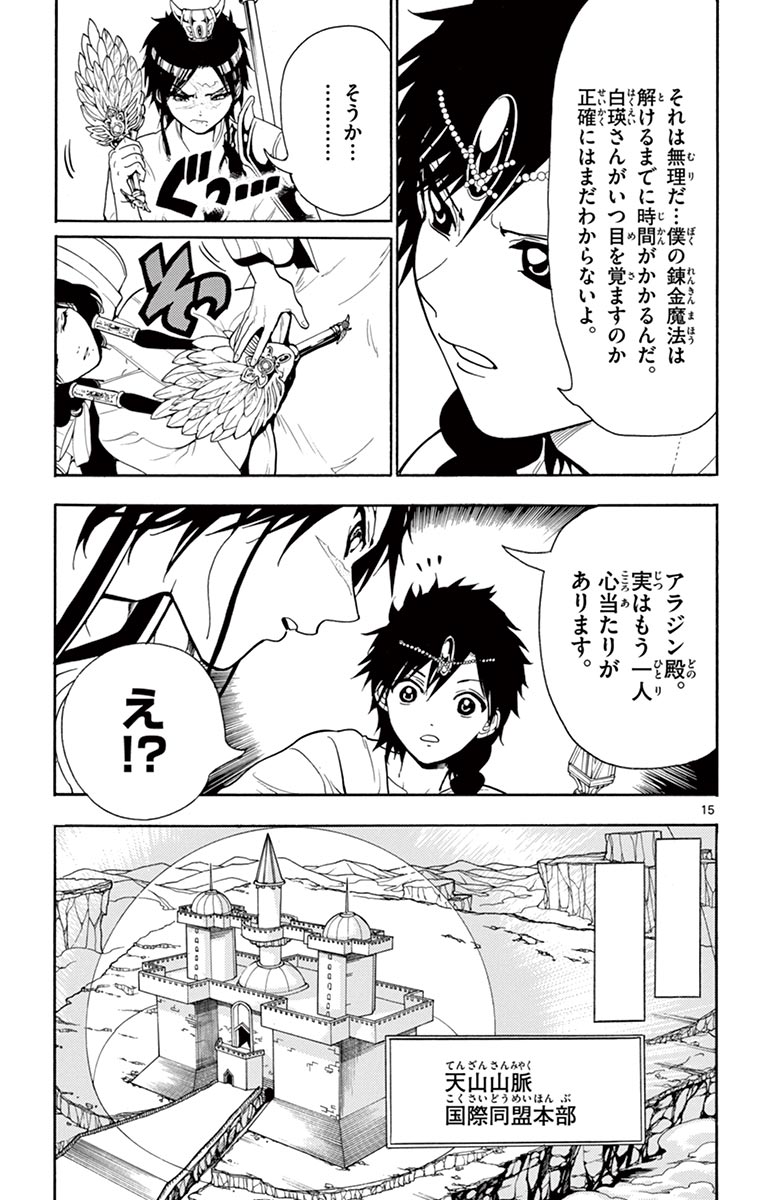 それは無理だ…僕の錬金魔法は
解けるまでに時間がかかるんだ。
白瑛さんがいつ目を覚ますのか
正確にはまだわからないよ。
そうか…
…………
ぐっ…
そっ
アラジン殿。
実はもう一人
心当たりが
あります。
え!?
15
天山山脈
国際同盟本部